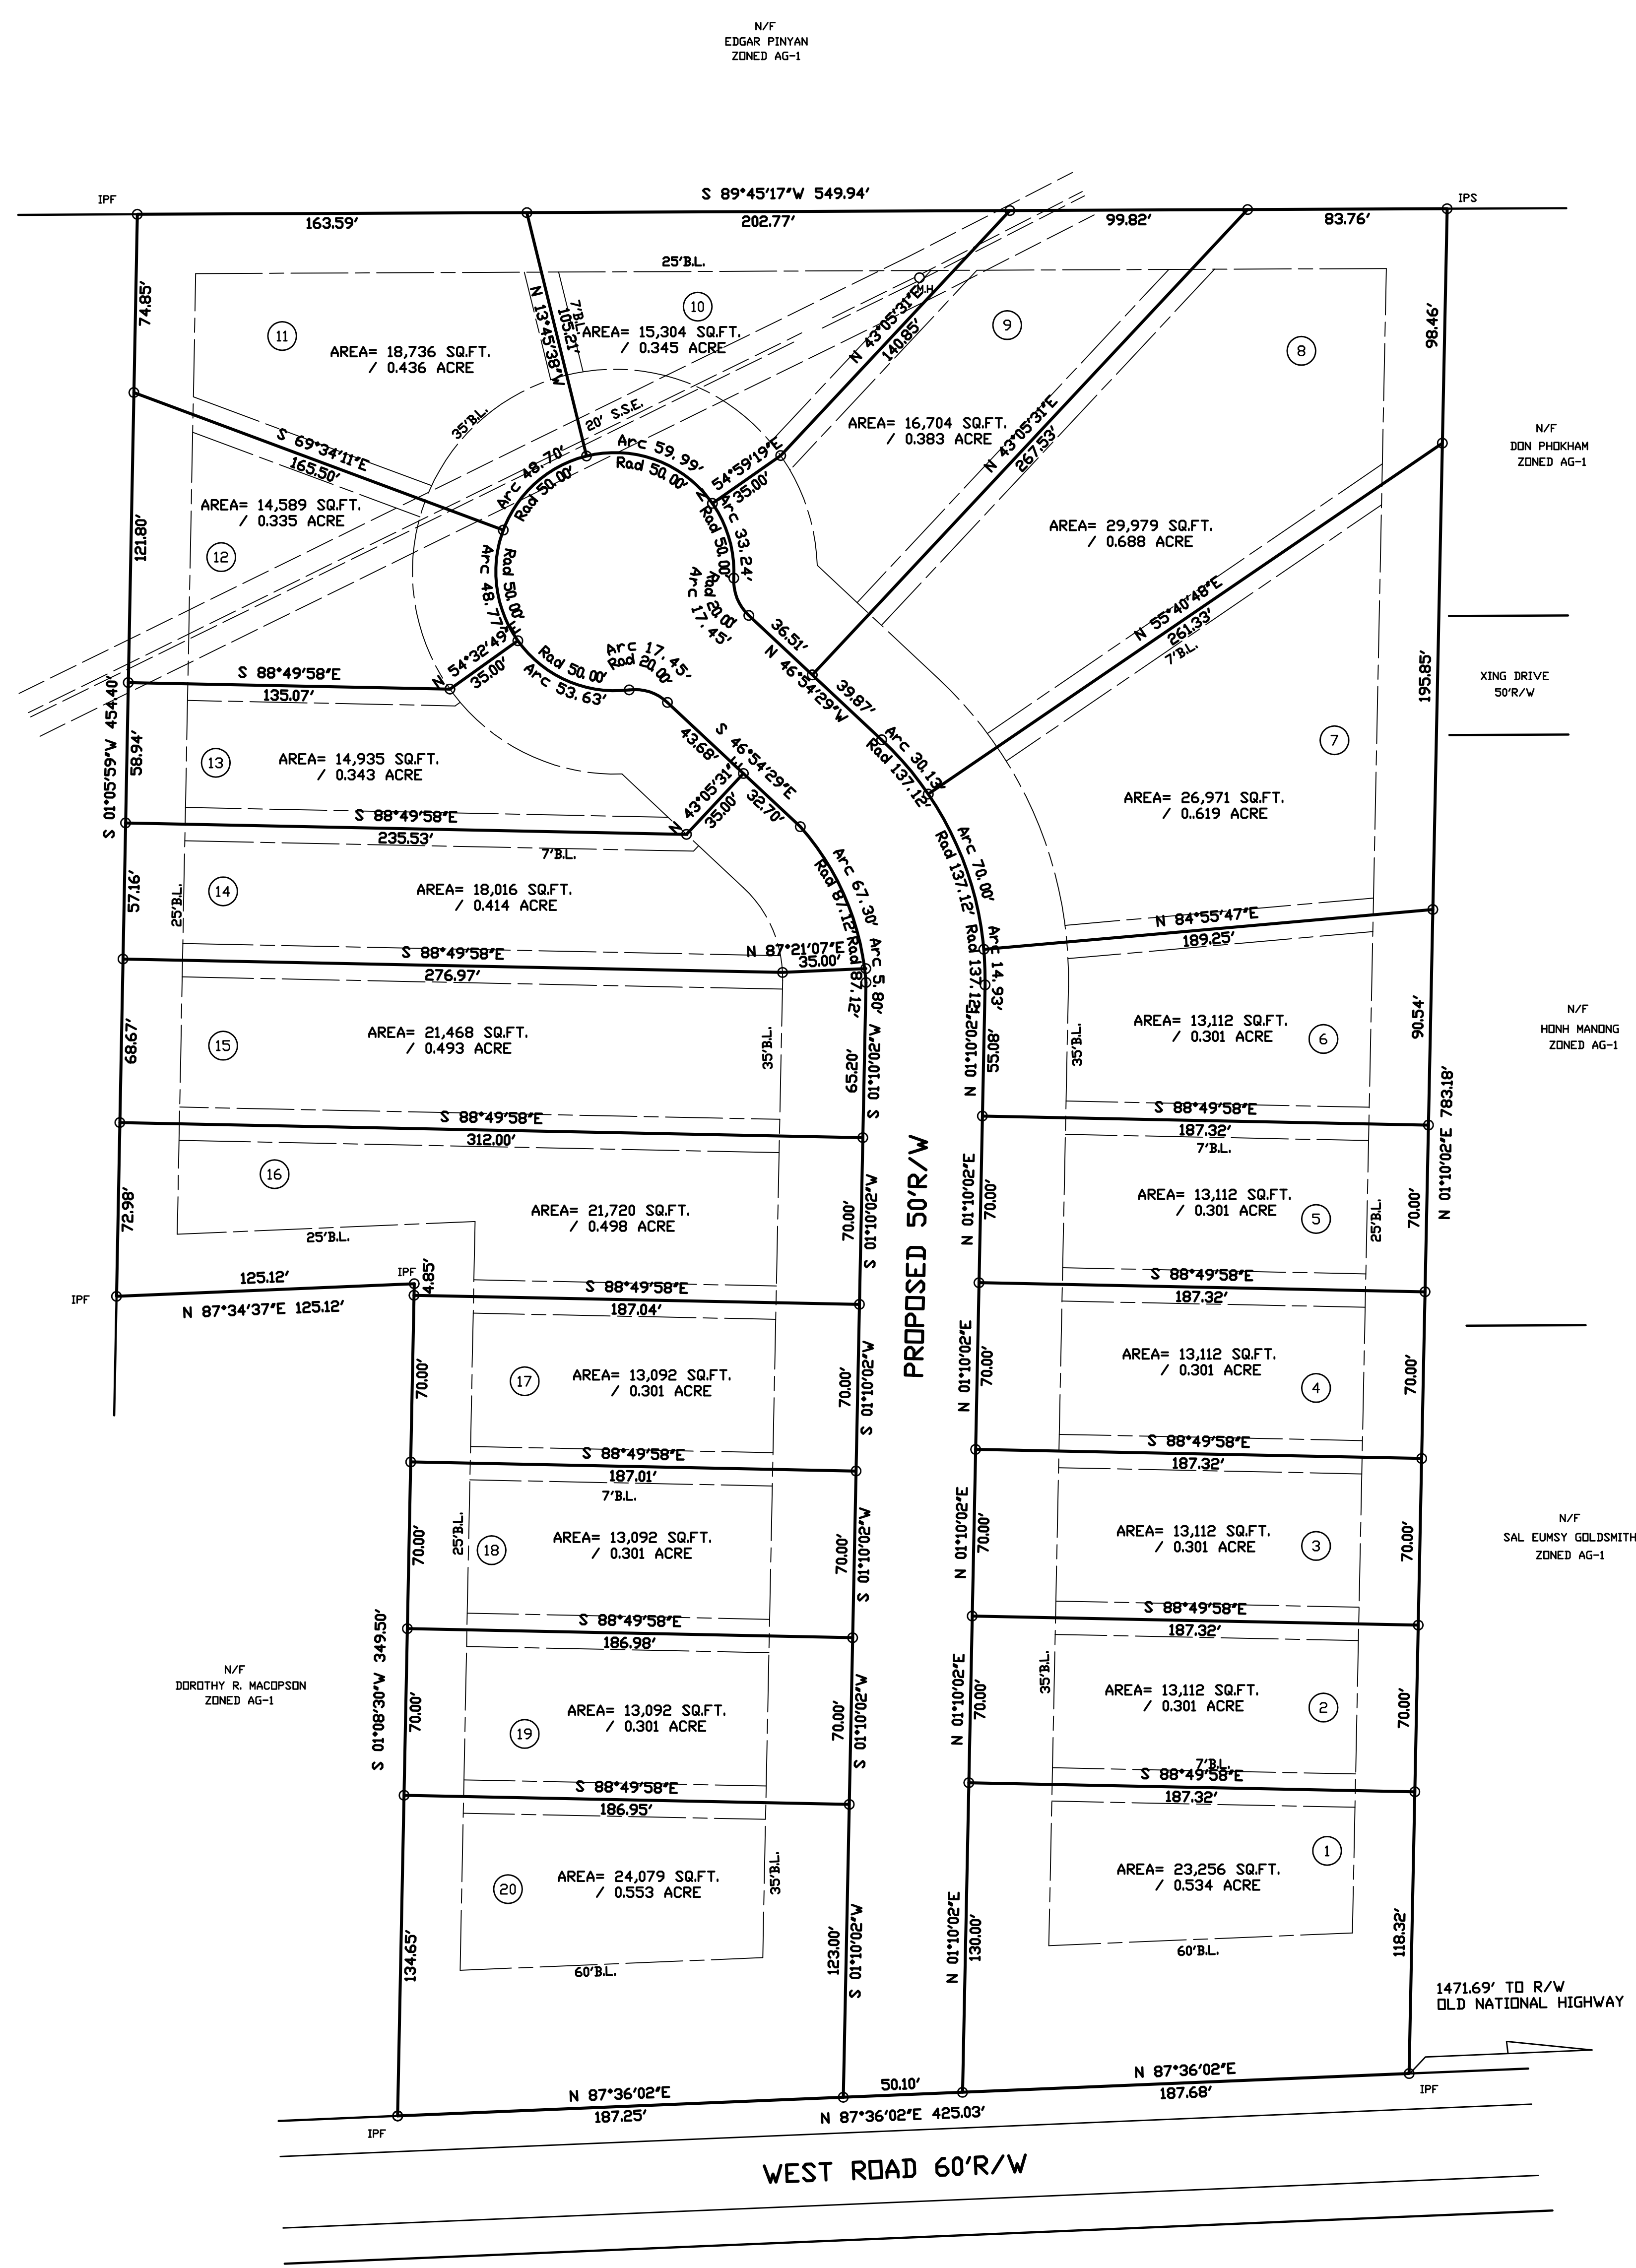 N/F
EDGAR PINYAN
ZONED AG-1
IPF
S 89°45'17"W 549.94'
IPS
163.59'
202.77'
99.82'
83.76'
25'B.L.
74.85'
N 13°45'38"W
105.21'
7'B.L.
10
AREA= 15,304 SQ.FT.
/ 0.345 ACRE
M.H.
N 43°05'31"E
140.85'
9
8
98.46'
11
AREA= 18,736 SQ.FT.
/ 0.436 ACRE
35'B.L.
20' S.S.E.
AREA= 16,704 SQ.FT.
/ 0.383 ACRE
N 43°05'31"E
267.53'
N/F
DON PHOKHAM
ZONED AG-1
S 69°34'11"E
165.50'
Arc 48.70'
Rad 50.00'
Arc 59.99'
Rad 50.00'
N 54°59'19"E
35.00'
AREA= 14,589 SQ.FT.
/ 0.335 ACRE
12
121.80'
AREA= 29,979 SQ.FT.
/ 0.688 ACRE
Arc 33.24'
Rad 50.00'
Arc 48.77'
Rad 50.00'
Rad 20.00'
Arc 17.45'
N 55°40'48"E
261.33'
7'B.L.
36.51'
N 46°54'29"W
39.87'
N 54°32'49"E
35.00'
Rad 50.00'
Arc 53.63'
Arc 17.45'
Rad 20.00'
S 88°49'58"E
135.07'
195.85'
XING DRIVE
50'R/W
S 01°05'59"W 454.40'
58.94'
13
AREA= 14,935 SQ.FT.
/ 0.343 ACRE
43.68'
S 46°54'29"E
32.70'
N 43°05'31"E
35.00'
Arc 30.13'
Rad 137.12'
7
AREA= 26,971 SQ.FT.
/ 0..619 ACRE
S 88°49'58"E
235.53'
7'B.L.
Arc 67.30'
Rad 87.12'
Arc 70.00'
Rad 137.12'
57.16'
25'B.L.
14
AREA= 18,016 SQ.FT.
/ 0.414 ACRE
N 84°55'47"E
189.25'
S 88°49'58"E
276.97'
N 87°21'07"E
35.00'
Arc 5.80'
Rad 87.12'
Arc 14.93'
Rad 137.12'
68.67'
15
AREA= 21,468 SQ.FT.
/ 0.493 ACRE
35'B.L.
65.20'
S 01°10'02"W
N 01°10'02"E
55.08'
35'B.L.
AREA= 13,112 SQ.FT.
/ 0.301 ACRE
6
90.54'
N/F
HONH MANONG
ZONED AG-1
N 01°10'02"E 783.18'
S 88°49'58"E
312.00'
S 88°49'58"E
187.32'
7'B.L.
72.98'
16
AREA= 21,720 SQ.FT.
/ 0.498 ACRE
25'B.L.
70.00'
S 01°10'02"W
PROPOSED 50'R/W
N 01°10'02"E
70.00'
AREA= 13,112 SQ.FT.
/ 0.301 ACRE
5
25'B.L.
70.00'
IPF
125.12'
N 87°34'37"E 125.12'
IPF
4.85'
S 88°49'58"E
187.04'
S 88°49'58"E
187.32'
70.00'
17
AREA= 13,092 SQ.FT.
/ 0.301 ACRE
70.00'
S 01°10'02"W
N 01°10'02"E
70.00'
AREA= 13,112 SQ.FT.
/ 0.301 ACRE
4
70.00'
S 88°49'58"E
187.01'
7'B.L.
S 88°49'58"E
187.32'
70.00'
25'B.L.
18
AREA= 13,092 SQ.FT.
/ 0.301 ACRE
70.00'
S 01°10'02"W
N 01°10'02"E
70.00'
AREA= 13,112 SQ.FT.
/ 0.301 ACRE
3
70.00'
N/F
SAL EUMSY GOLDSMITH
ZONED AG-1
S 88°49'58"E
186.98'
S 88°49'58"E
187.32'
N/F
DOROTHY R. MACOPSON
ZONED AG-1
S 01°08'30"W 349.50'
70.00'
19
AREA= 13,092 SQ.FT.
/ 0.301 ACRE
70.00'
S 01°10'02"W
N 01°10'02"E
70.00'
35'B.L.
AREA= 13,112 SQ.FT.
/ 0.301 ACRE
2
70.00'
S 88°49'58"E
186.95'
7'B.L.
S 88°49'58"E
187.32'
134.65'
20
AREA= 24,079 SQ.FT.
/ 0.553 ACRE
35'B.L.
60'B.L.
123.00'
S 01°10'02"W
N 01°10'02"E
130.00'
AREA= 23,256 SQ.FT.
/ 0.534 ACRE
1
60'B.L.
118.32'
1471.69' TO R/W
OLD NATIONAL HIGHWAY
N 87°36'02"E
187.25'
50.10'
N 87°36'02"E
187.68'
IPF
N 87°36'02"E 425.03'
IPF
WEST ROAD 60'R/W